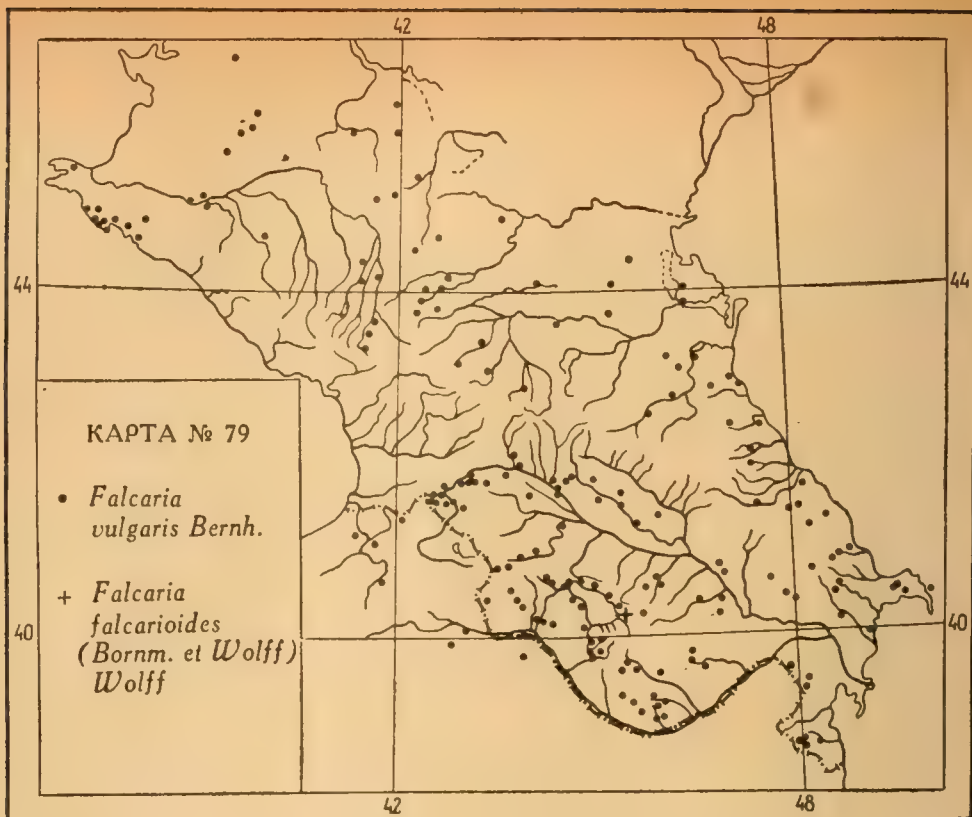 42
48
44
44
КАРТА № 79
• Falcaria
vulgaris Bernh.
+ Falcaria
falcarioides
(Bornm. et Wolff)
Wolff
40
40
42
48